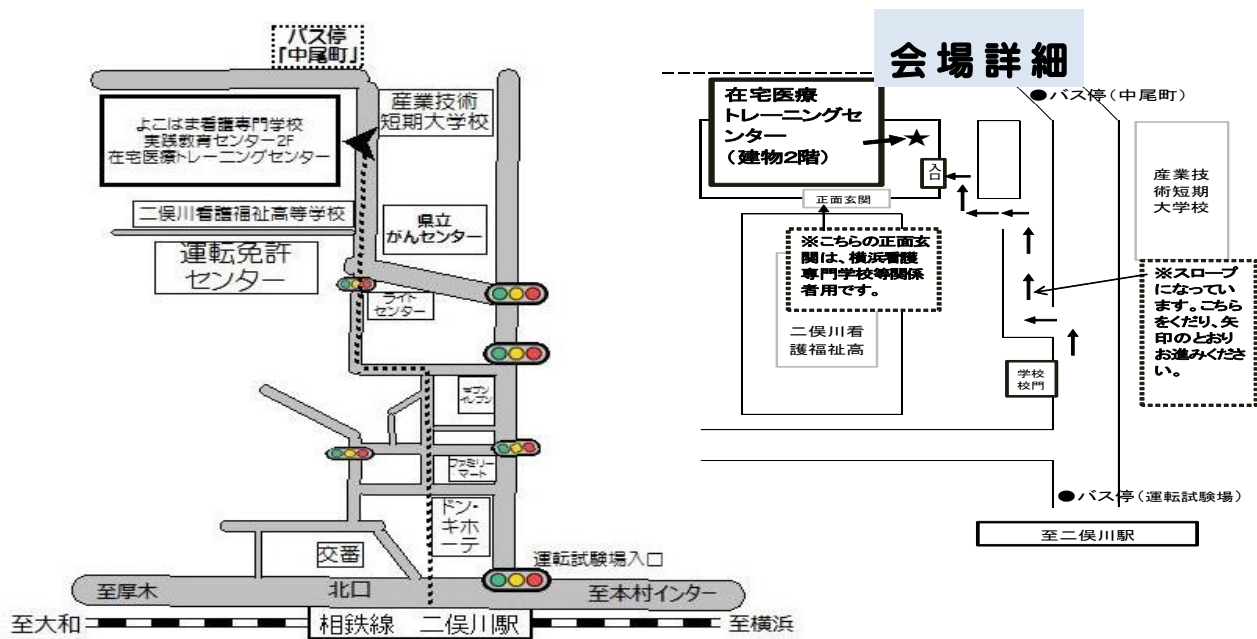 バス停
「中尾町」
産業技術
短期大学校
よこはま看護専門学校
実践教育センター2F
在宅医療トレーニングセンター
二俣川看護福祉高等学校
県立
がんセンター
運転免許
センター
ライト
センター
セブン
イレブン
ファミリー
マート
ドン・
キホ
ーテ
交番
運転試験場入口
至厚木
北口
至本村インター
至大和
相鉄線 二俣川駅
至横浜
会場詳細
●バス停(中尾町)
在宅医療
トレーニングセ
ンター
(建物2階)
★
入口
正面玄関
産業技
術短期
大学校
※こちらの正面玄
関は、横浜看護
専門学校等関係
者用です。
※スロープ
になってい
ます。こちら
をくだり、矢
印のとおり
お進みくださ
い。
二俣川看
護福祉高
学校
校門
●バス停(運転試験場)
至二俣川駅